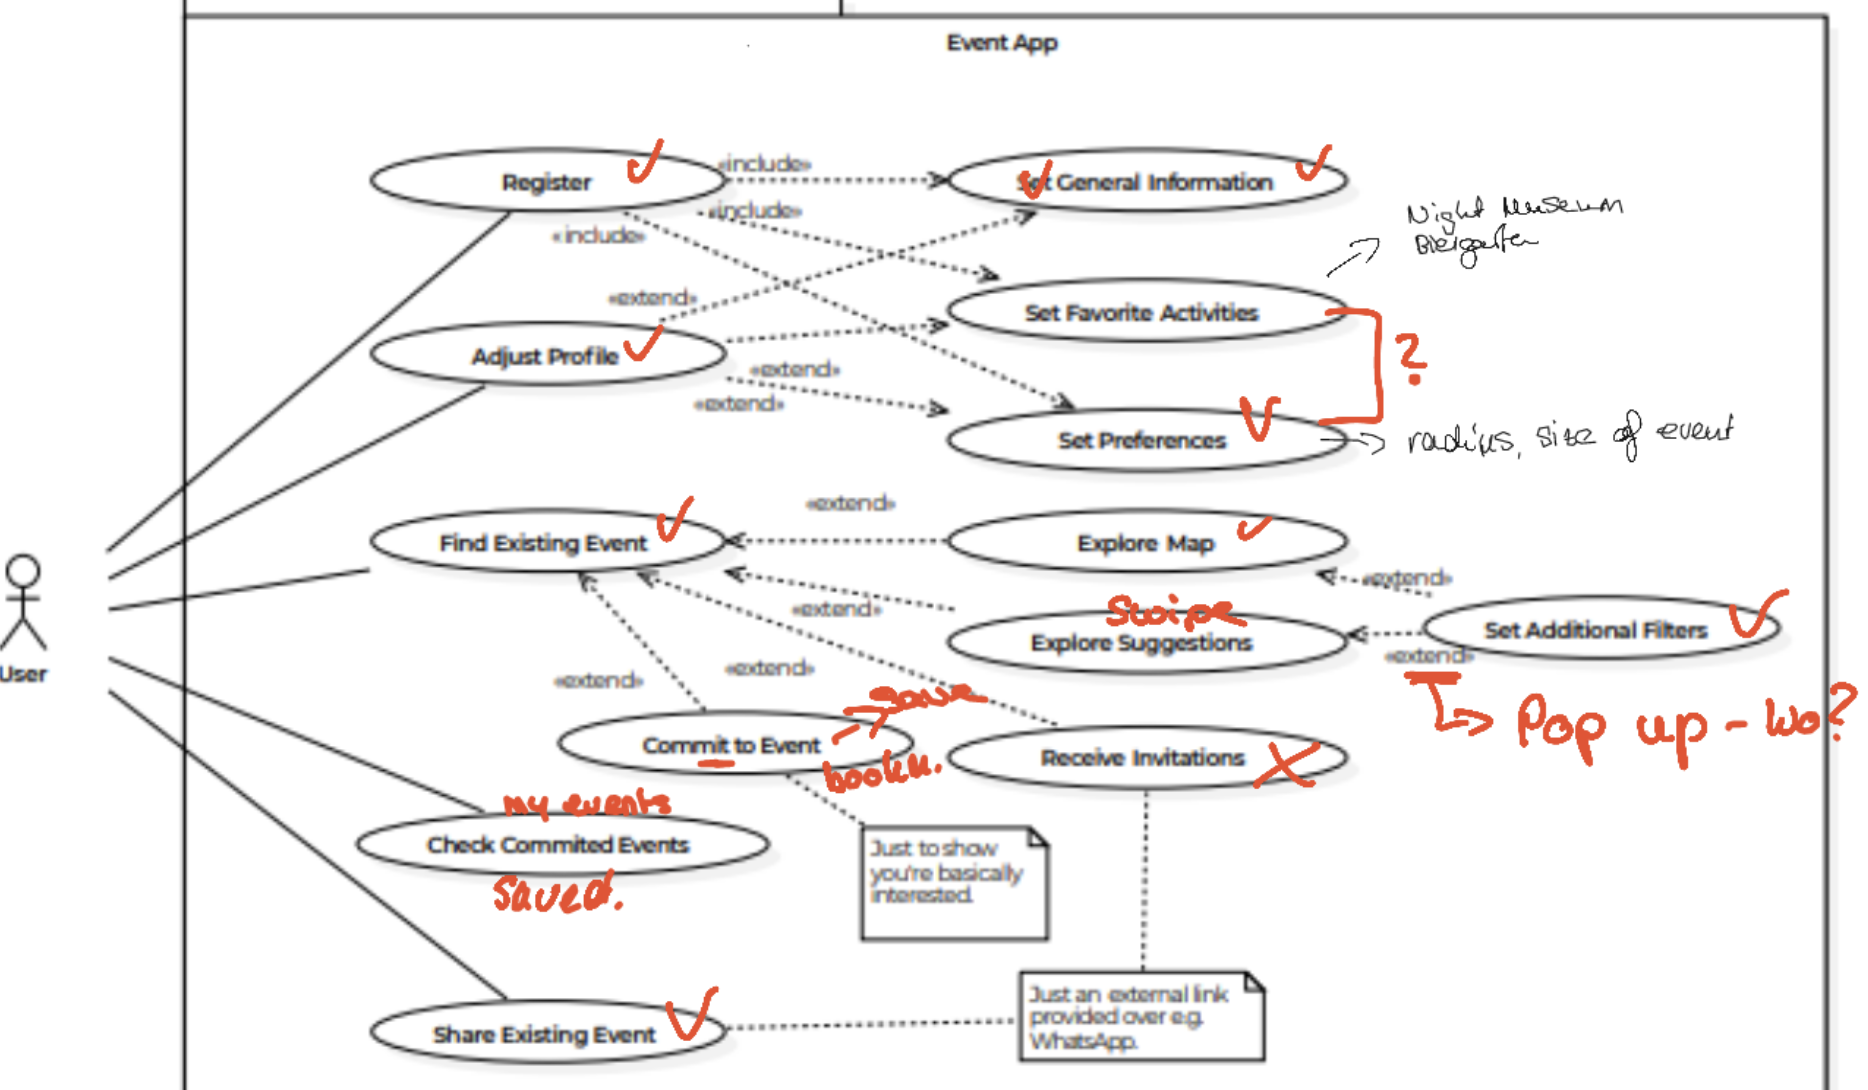 Event App
Register
«include»
Set General Information
«include»
«include»
Night Museum
Biergarten
«extend»
Set Favorite Activities
Adjust Profile
?
«extend»
«extend»
Set Preferences
radius, size of event
«extend»
Find Existing Event
Explore Map
«extend»
«extend»
Swipe
Set Additional Filters
Explore Suggestions
«extend»
User
«extend»
«extend»
save
Pop up - Wo?
Commit to Event
Receive Invitations
bookk.
My events
Check Commited Events
Just to show
you're basically
interested.
Saved.
Just an external link
provided over e.g.
WhatsApp.
Share Existing Event